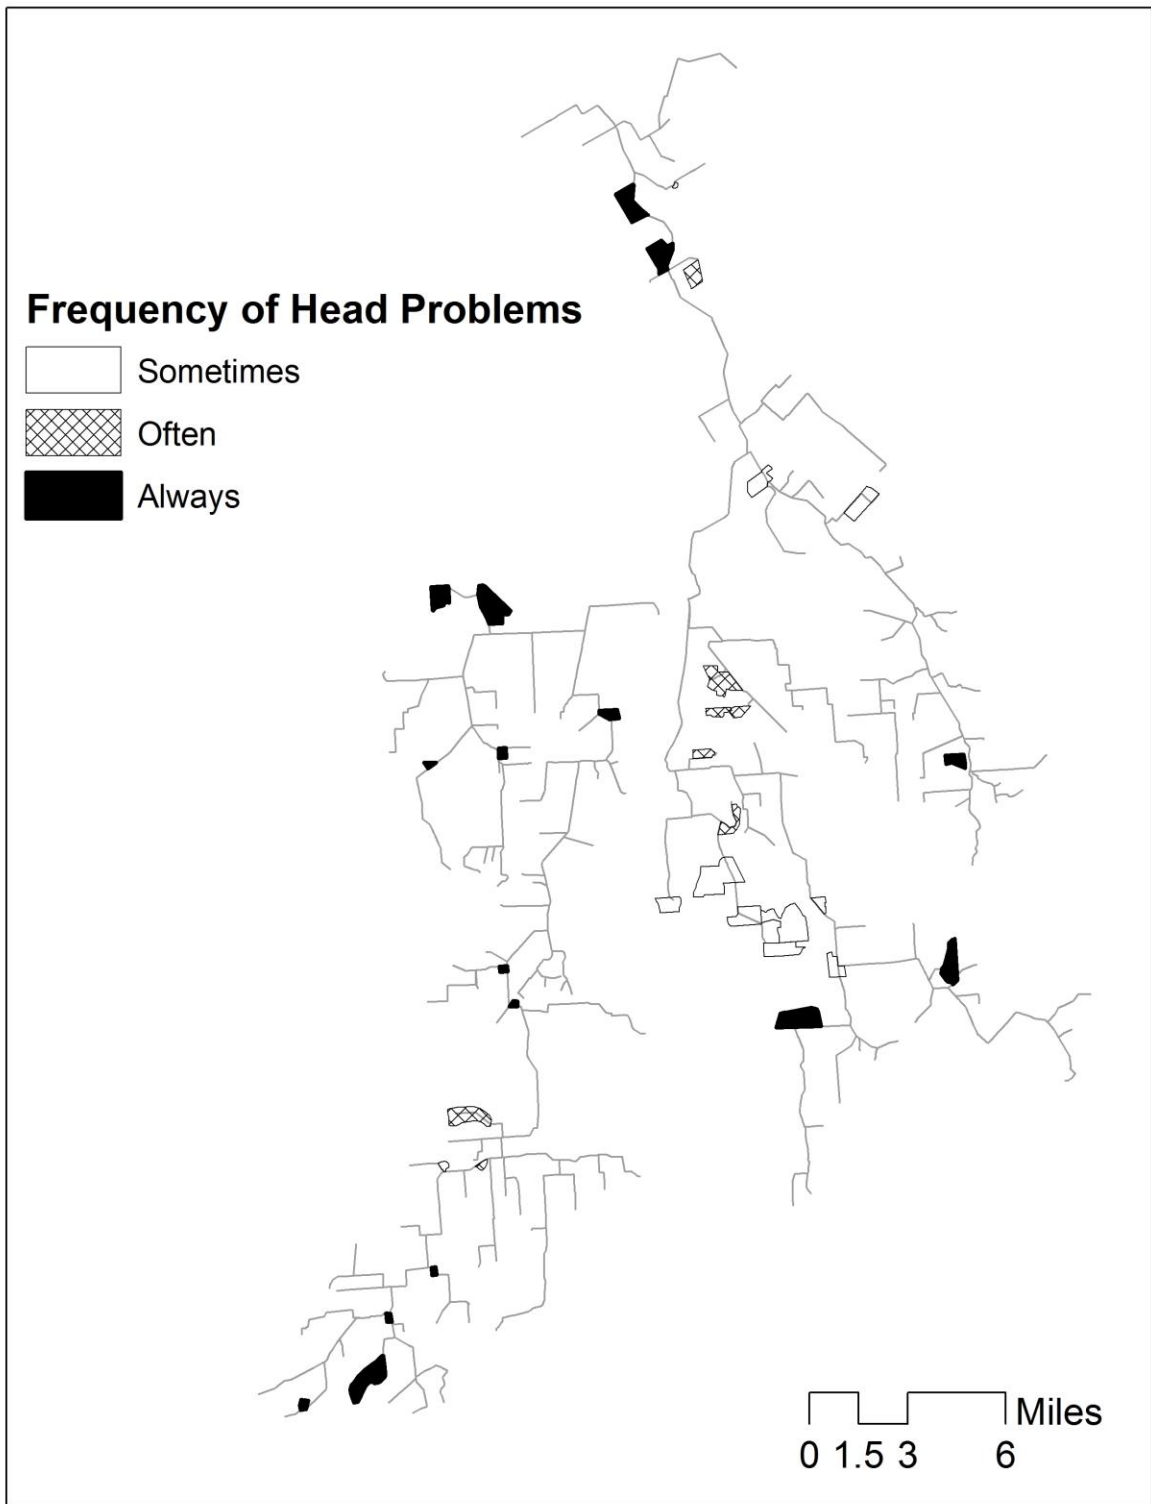 Frequency of Head Problems
Sometimes
Often
Always
Miles
0 1.5 3 6